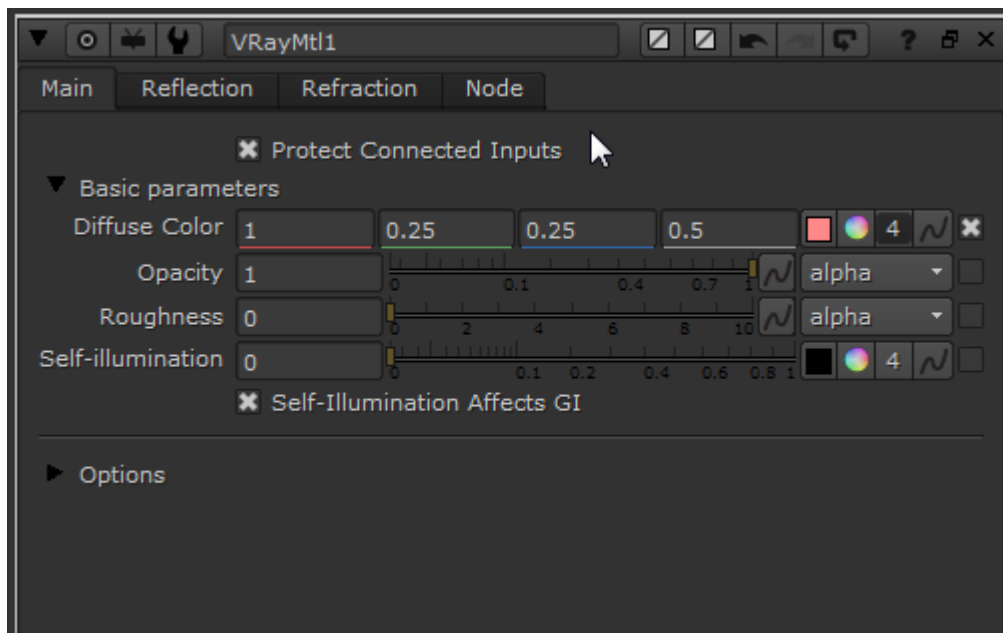 VRayMtl1 ?
Main Reflection Refraction Node
Protect Connected Inputs
Basic parameters
Diffuse Color 1 0.25 0.25 0.5 4
Opacity 1 0 0.1 0.4 0.7 1 alpha
Roughness 0 0 2 4 6 8 10 alpha
Self-illumination 0 0 0.1 0.2 0.4 0.6 0.8 1 4
Self-Illumination Affects GI
Options